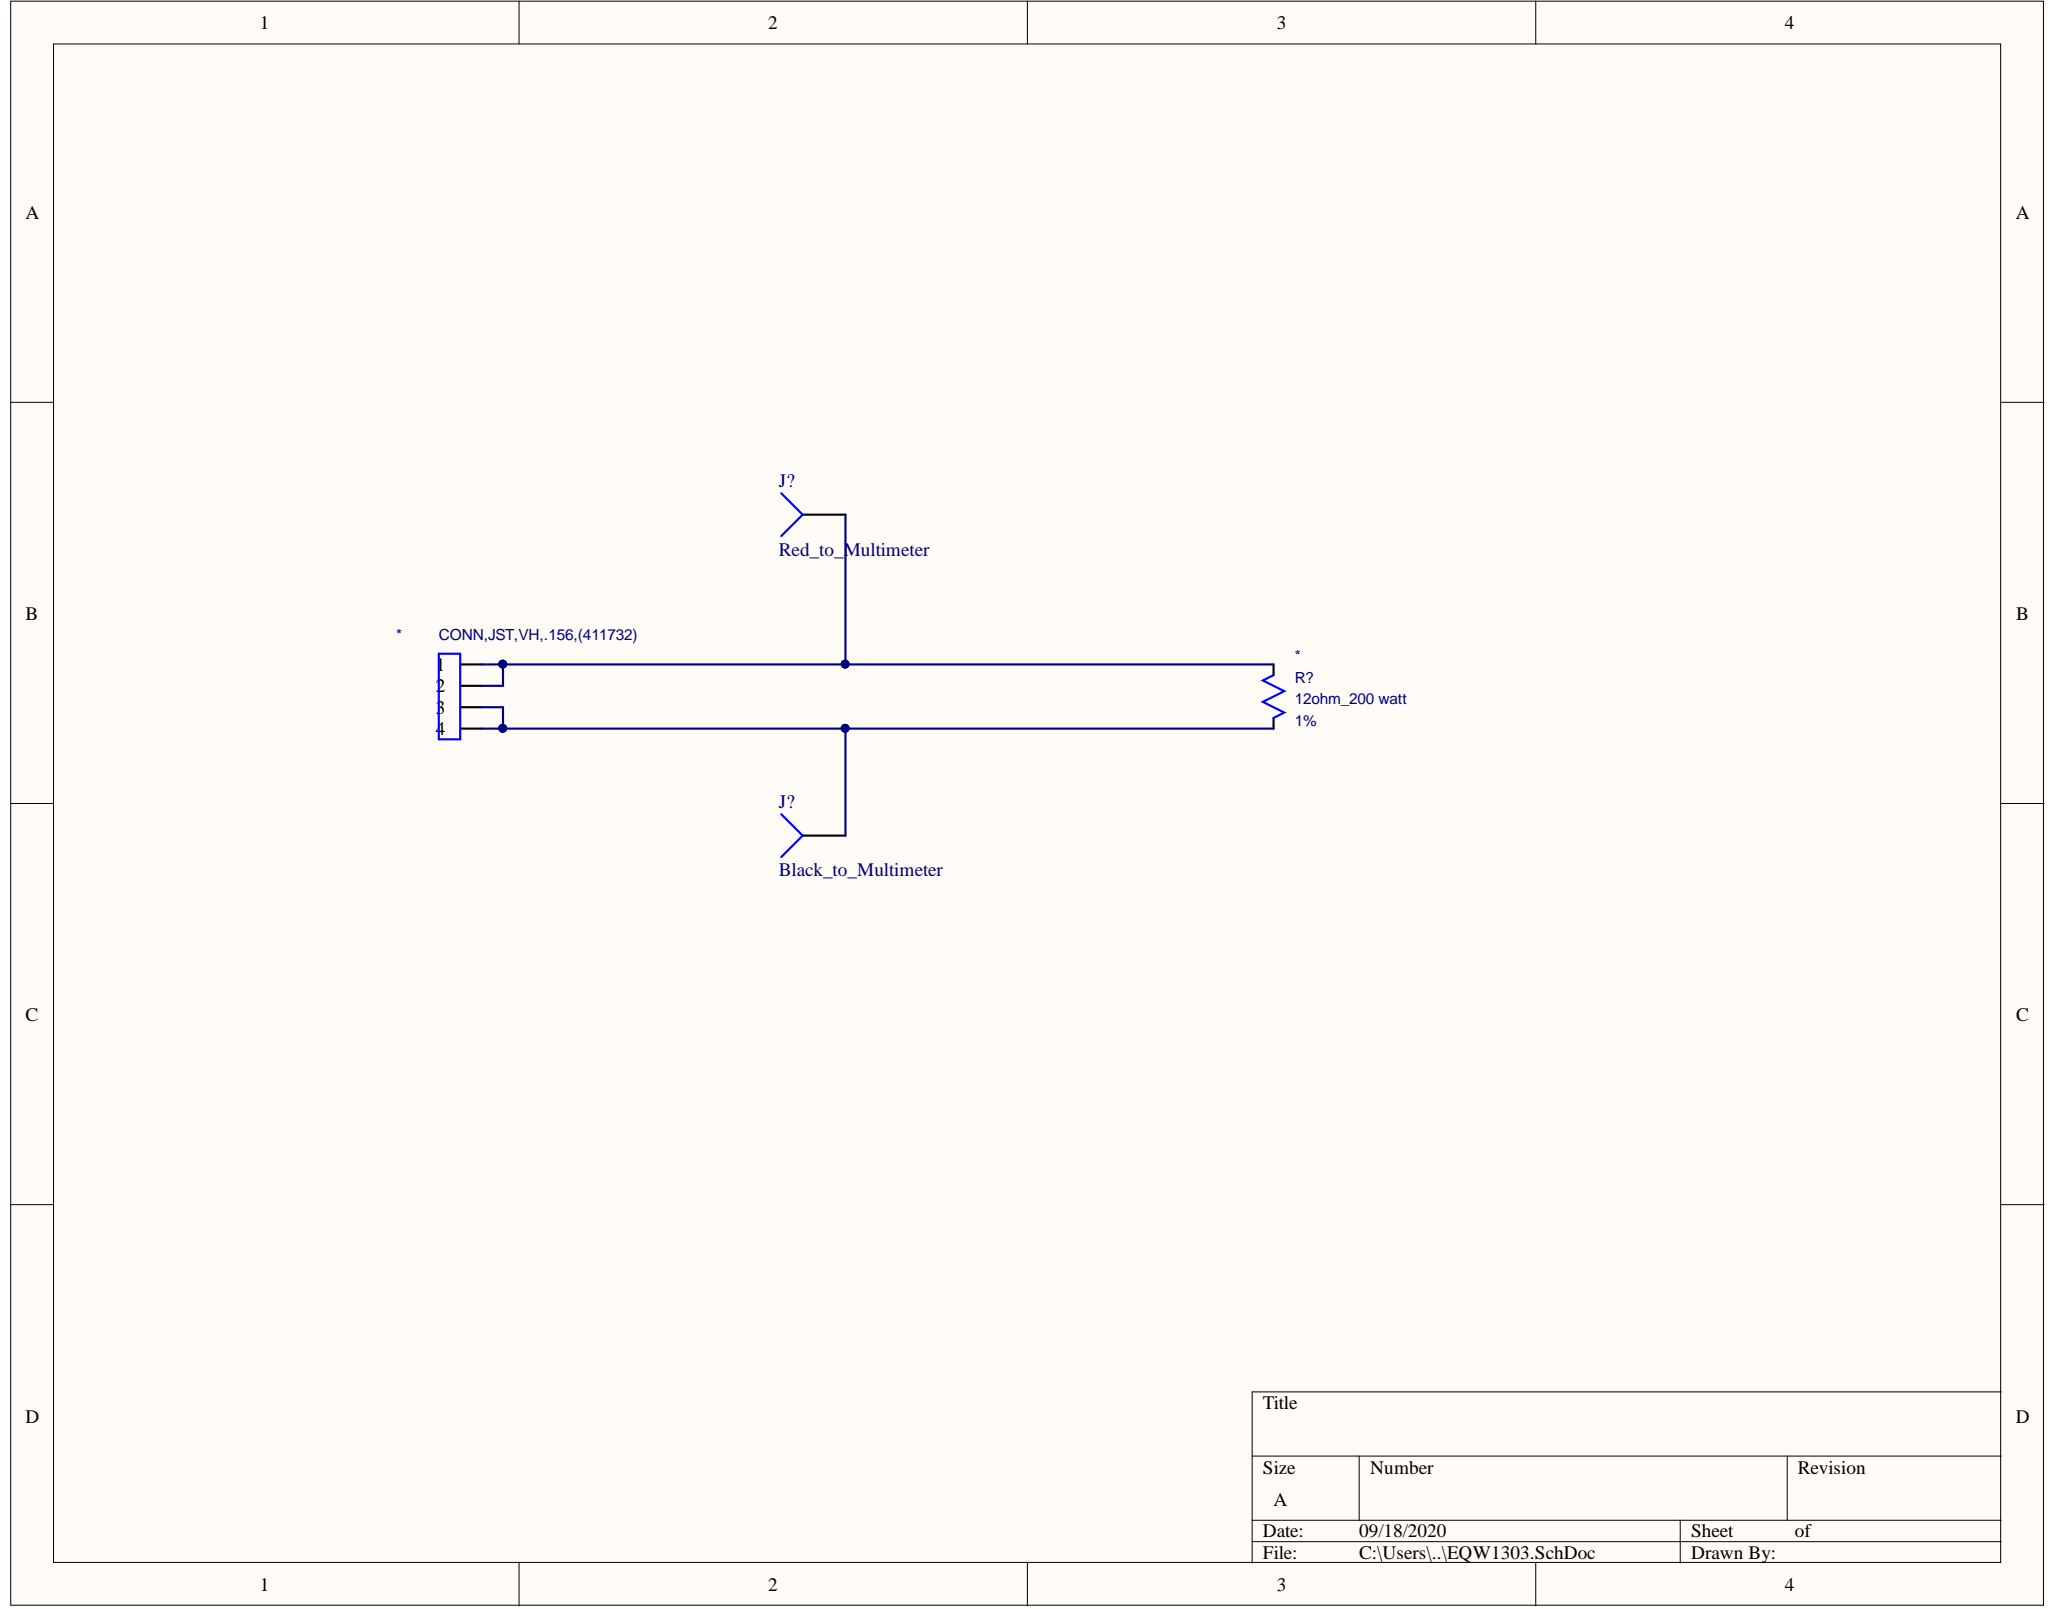 1 2 3 4
A A
J?
Red_to_Multimeter
B B
* CONN,JST,VH,.156,(411732)
1
2
3
4
*
R?
12ohm_200 watt
1%
J?
Black_to_Multimeter
C C
D D
Title
Size Number Revision
A
Date: 09/18/2020 Sheet of
File: C:\Users\..\EQW1303.SchDoc Drawn By:
1 2 3 4